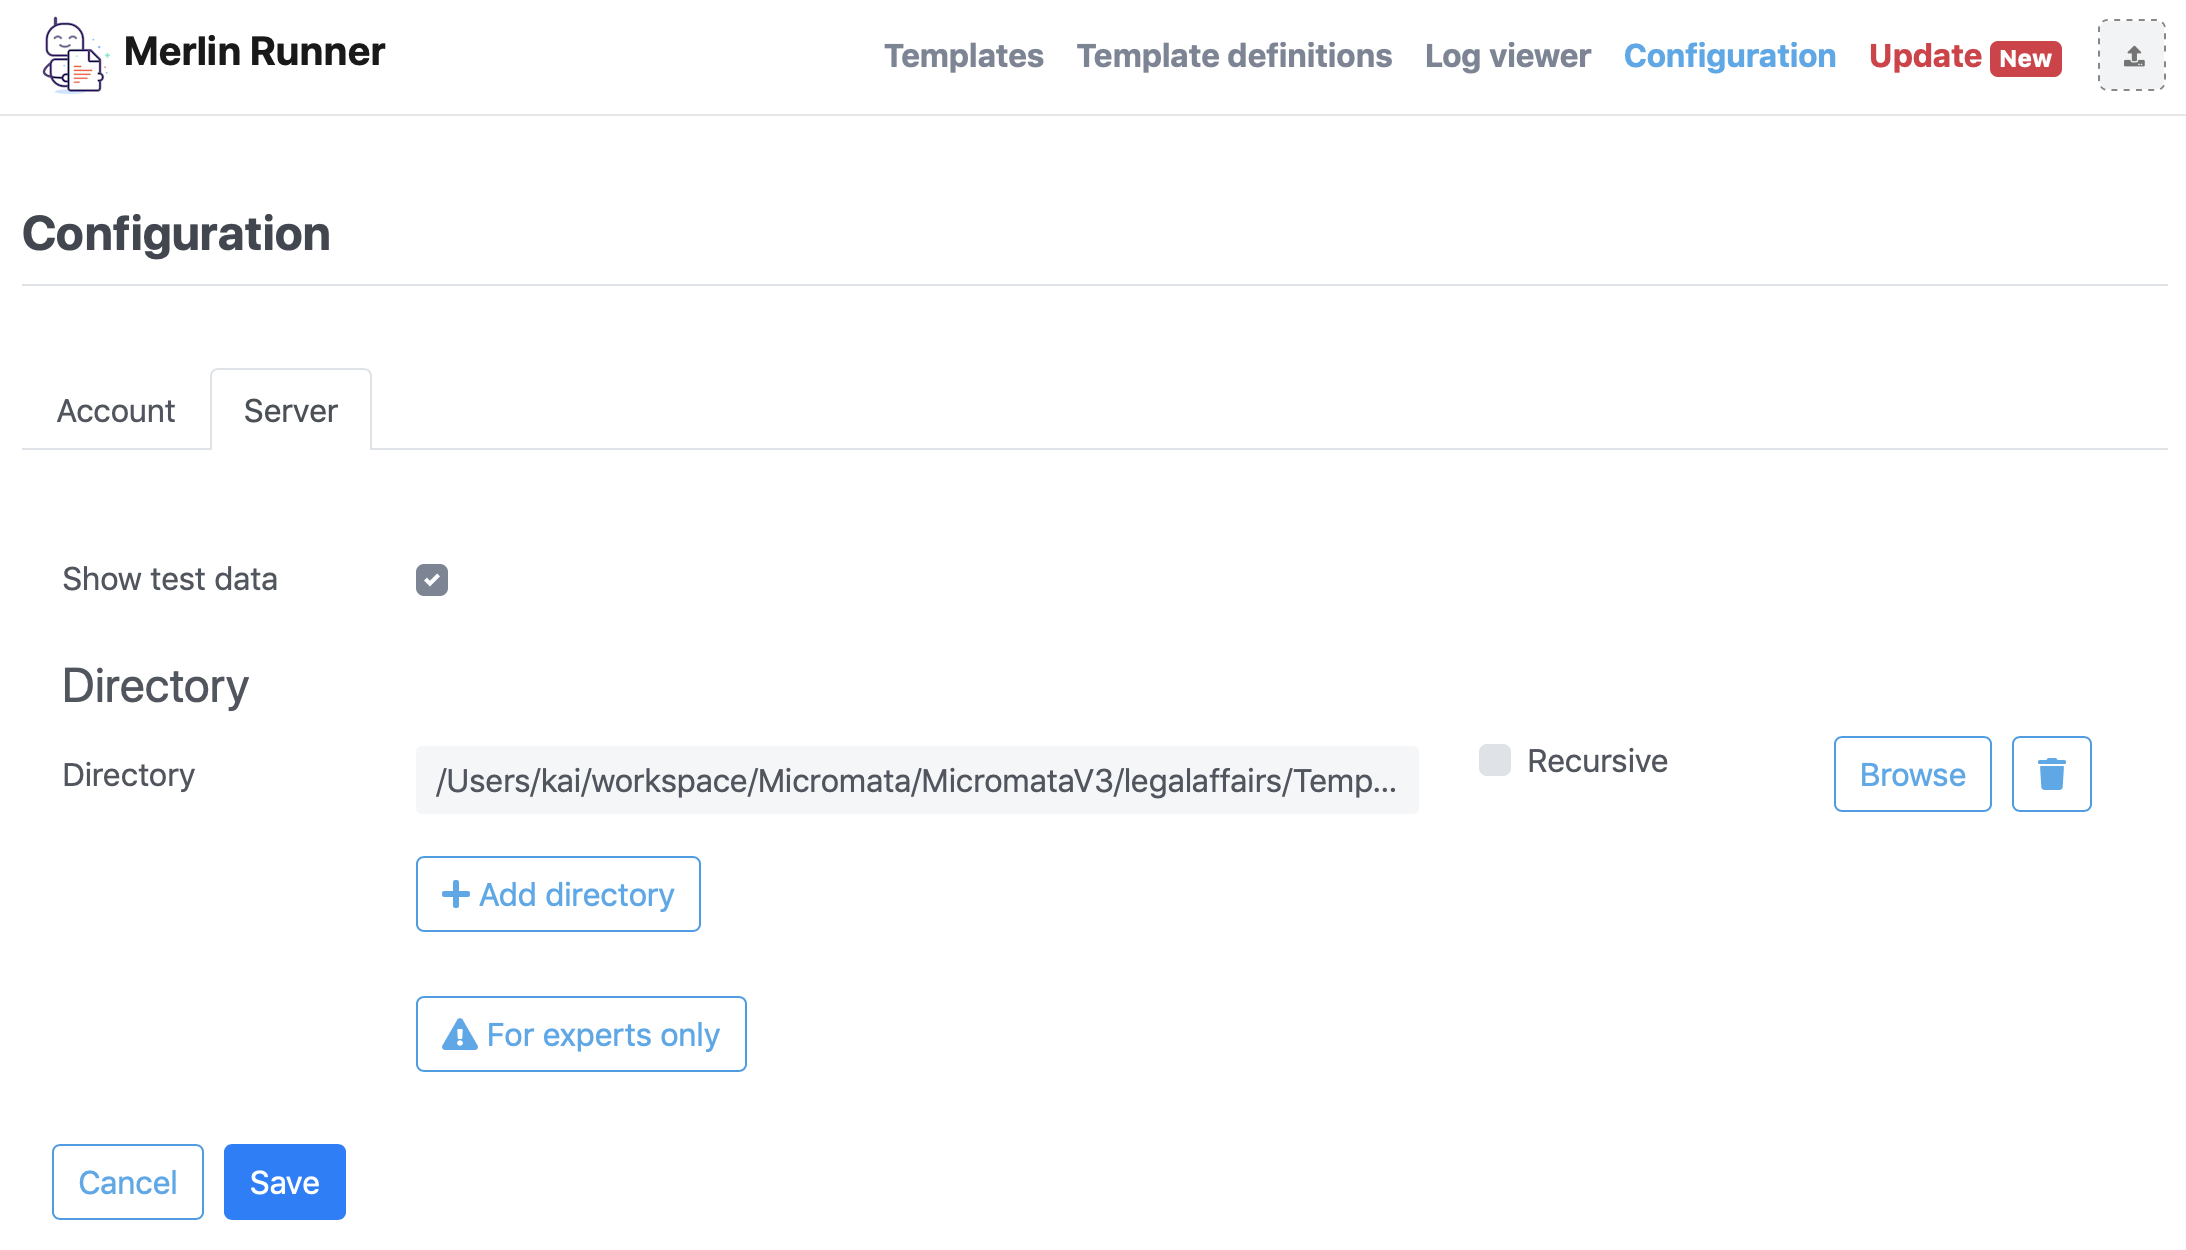 Merlin Runner
Templates Template definitions Log viewer Configuration Update New
Configuration
Account Server
Show test data
Directory
Directory /Users/kai/workspace/Micromata/MicromataV3/legalaffairs/Temp... Recursive Browse
Add directory
For experts only
Cancel Save